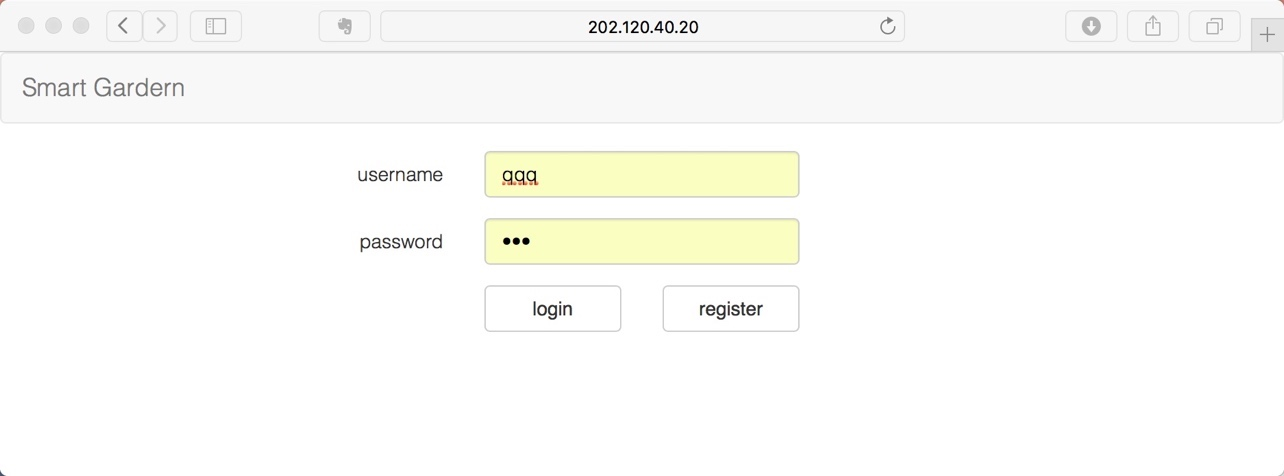 202.120.40.20
Smart Gardern
username
qqq
password
•••
login
register